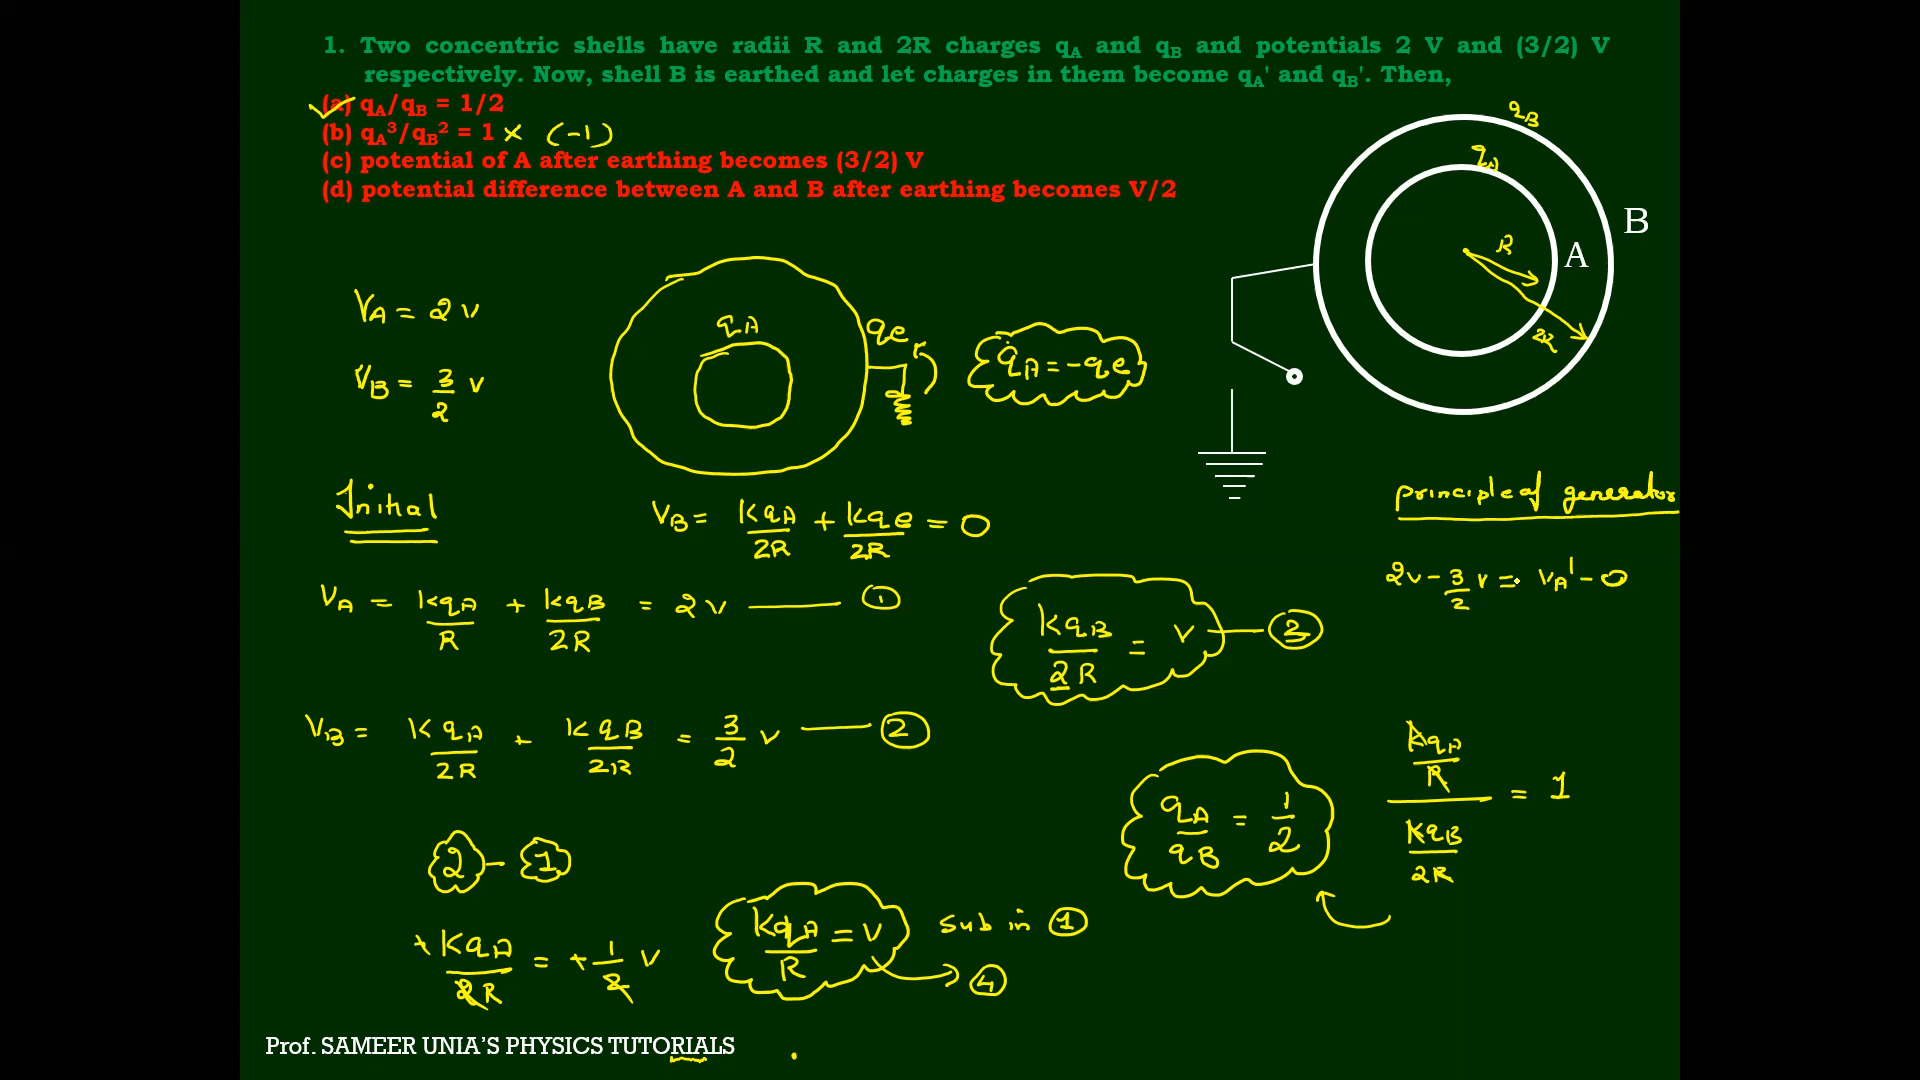 1. Two concentric shells have radii R and 2R charges qA and qB and potentials 2 V and (3/2) V
respectively. Now, shell B is earthed and let charges in them become qA' and qB'. Then,
(a) qA/qB = 1/2
(b) qA³/qB² = 1 × (-1)
(c) potential of A after earthing becomes (3/2) V
(d) potential difference between A and B after earthing becomes V/2
qB
qA
R
2R
A
B
VA = 2V
VB = 3/2 V
qA
qe
qA = -qe
Initial
VB = KqA/2R + Kqe/2R = 0
principle of generator
2V - 3/2 V = VA' - 0
VA = KqA/R + KqB/2R = 2V —— ①
KqB/2R = V —— ③
VB = KqA/2R + KqB/2R = 3/2 V —— ②
qA/qB = 1/2
KqA/R / KqB/2R = 1
② - ①
+KqA/2R = +1/2 V
KqA/R = V
sub in ①
④
Prof. SAMEER UNIA'S PHYSICS TUTORIALS